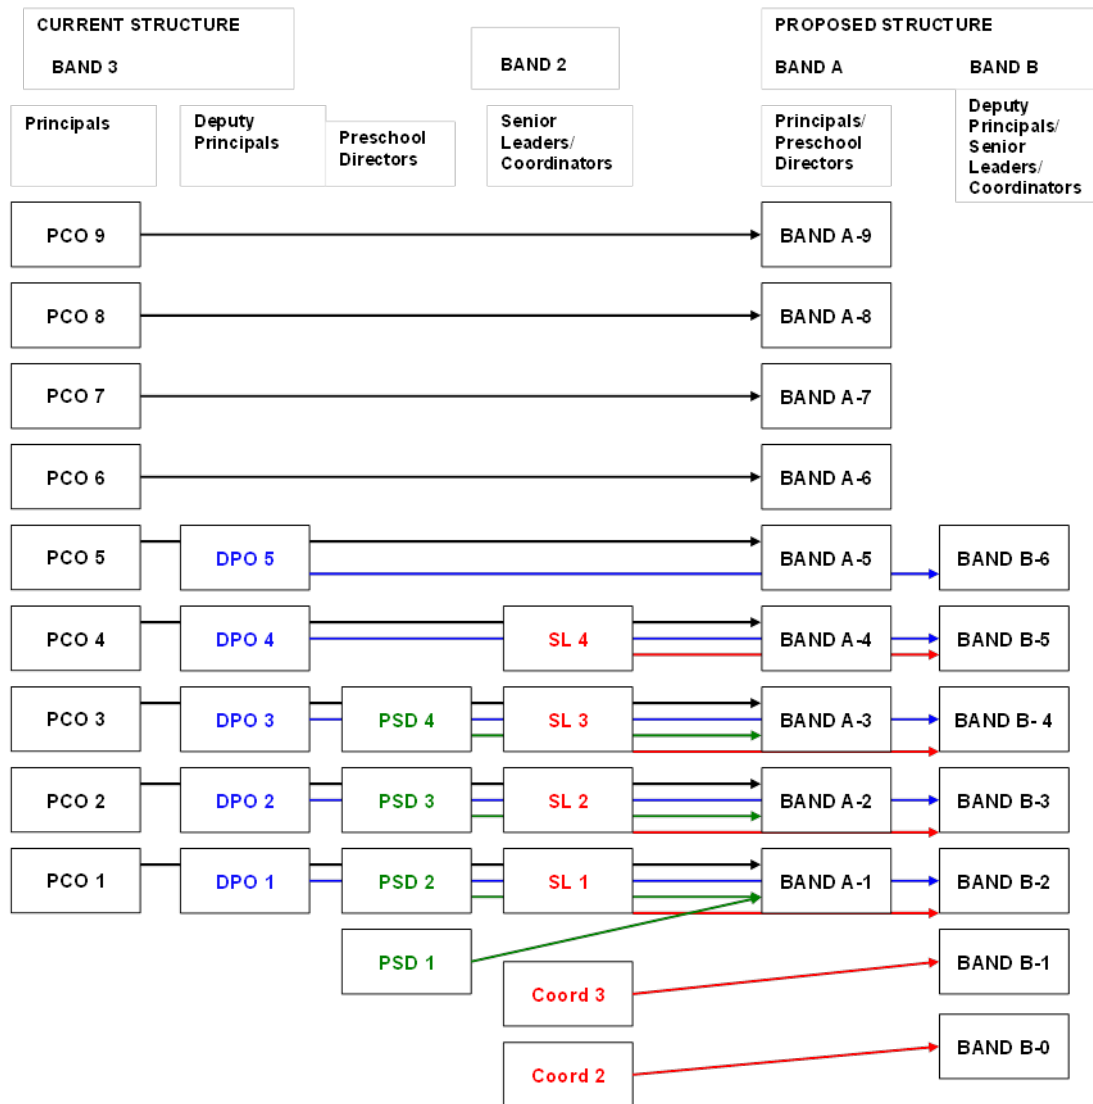 CURRENT STRUCTURE
BAND 3
BAND 2
PROPOSED STRUCTURE
BAND A
BAND B
Principals
Deputy
Principals
Preschool
Directors
Senior
Leaders/
Coordinators
Principals/
Preschool
Directors
Deputy
Principals/
Senior
Leaders/
Coordinators
PCO 9
BAND A-9
PCO 8
BAND A-8
PCO 7
BAND A-7
PCO 6
BAND A-6
PCO 5
DPO 5
BAND A-5
BAND B-6
PCO 4
DPO 4
SL 4
BAND A-4
BAND B-5
PCO 3
DPO 3
PSD 4
SL 3
BAND A-3
BAND B- 4
PCO 2
DPO 2
PSD 3
SL 2
BAND A-2
BAND B-3
PCO 1
DPO 1
PSD 2
SL 1
BAND A-1
BAND B-2
PSD 1
BAND B-1
Coord 3
BAND B-0
Coord 2